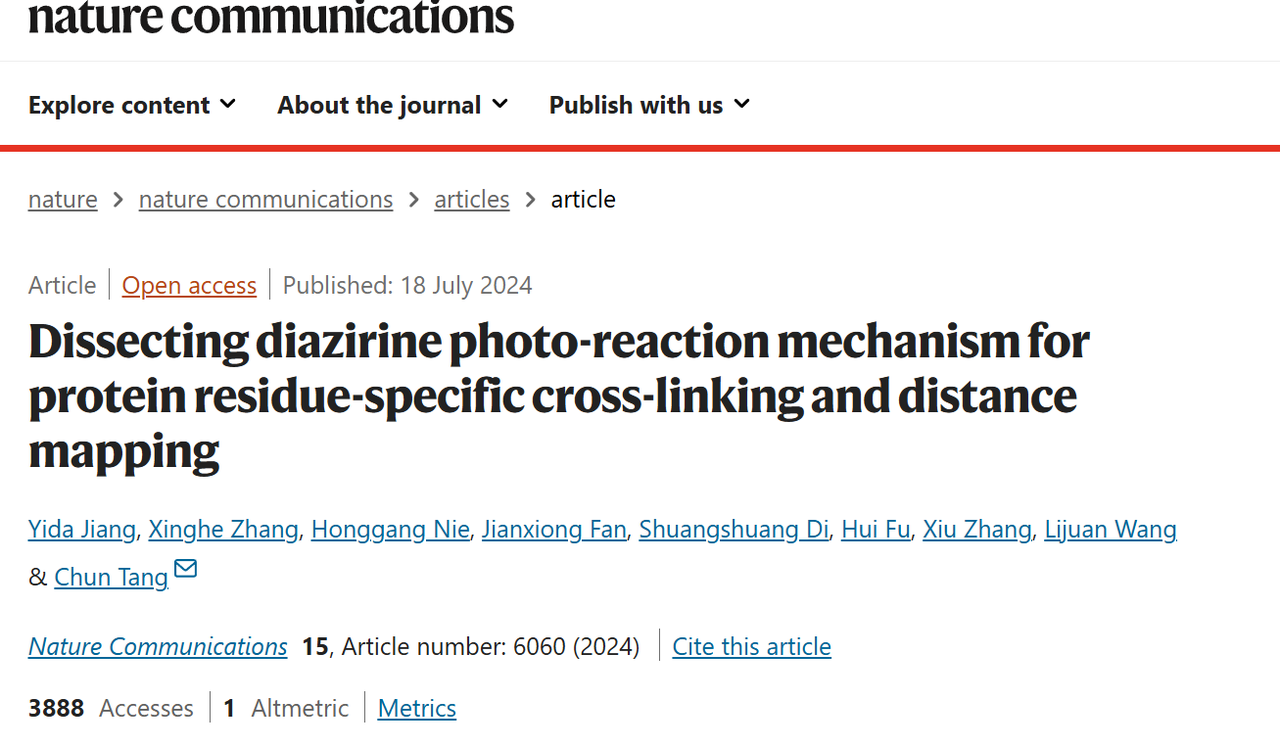 nature communications
Explore content About the journal Publish with us
nature > nature communications > articles > article
Article | Open access | Published: 18 July 2024
Dissecting diazirine photo-reaction mechanism for
protein residue-specific cross-linking and distance
mapping
Yida Jiang, Xinghe Zhang, Honggang Nie, Jianxiong Fan, Shuangshuang Di, Hui Fu, Xiu Zhang, Lijuan Wang
& Chun Tang
Nature Communications 15, Article number: 6060 (2024) | Cite this article
3888 Accesses | 1 Altmetric | Metrics